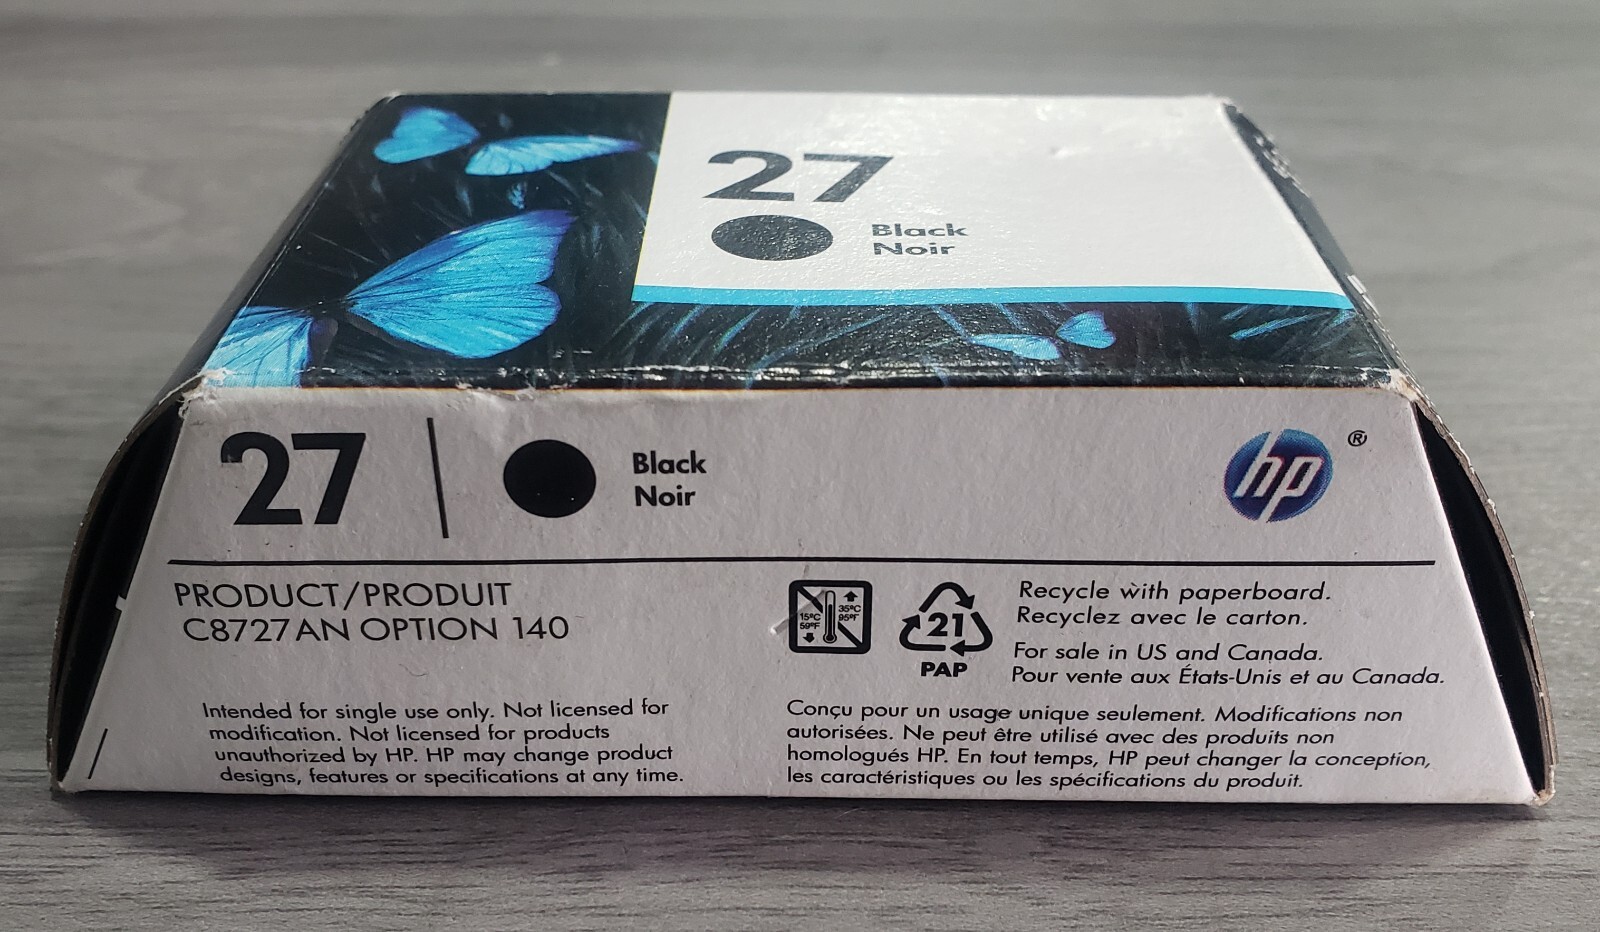 27
Black
Noir
27
Black
Noir
hp ®
PRODUCT/PRODUIT
C8727AN OPTION 140
15ºC
59ºF
35ºC
95ºF
21
PAP
Recycle with paperboard.
Recyclez avec le carton.
For sale in US and Canada.
Pour vente aux États-Unis et au Canada.
Intended for single use only. Not licensed for
modification. Not licensed for products
unauthorized by HP. HP may change product
designs, features or specifications at any time.
Conçu pour un usage unique seulement. Modifications non
autorisées. Ne peut être utilisé avec des produits non
homologués HP. En tout temps, HP peut changer la conception,
les caractéristiques ou les spécifications du produit.